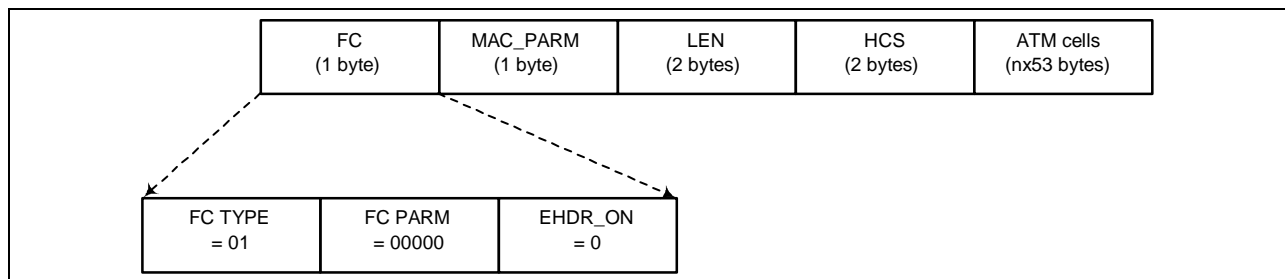 FC
(1 byte)
MAC_PARM
(1 byte)
LEN
(2 bytes)
HCS
(2 bytes)
ATM cells
(nx53 bytes)
FC TYPE
= 01
FC PARM
= 00000
EHDR_ON
= 0